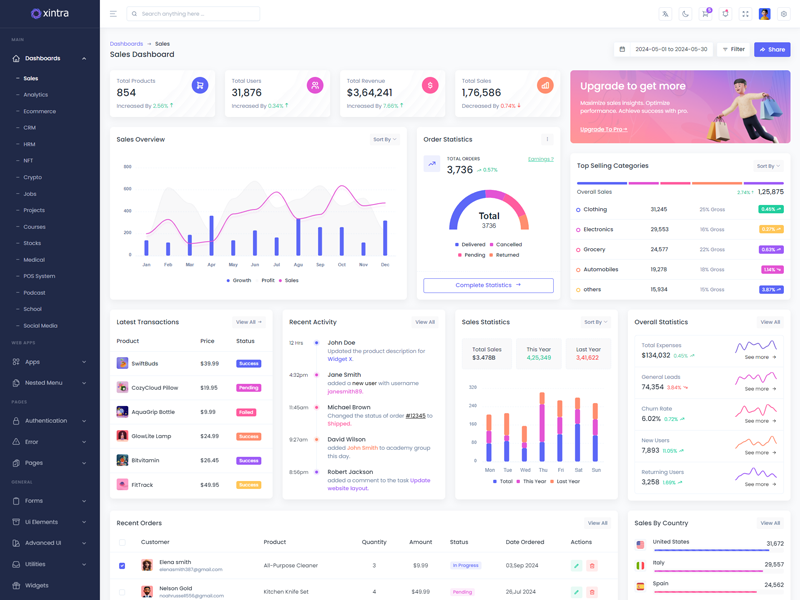 xintra
Search anything here ...
5
MAIN
Dashboards
Sales
Analytics
Ecommerce
CRM
HRM
NFT
Crypto
Jobs
Projects
Courses
Stocks
Medical
POS System
Podcast
School
Social Media
WEB APPS
Apps
Nested Menu
PAGES
Authentication
Error
Pages
GENERAL
Forms
Ui Elements
Advanced UI
Utilities
Widgets
Dashboards → Sales
Sales Dashboard
2024-05-01 to 2024-05-30
Filter
Share
Total Products
854
Increased By 2.56%
Total Users
31,876
Increased By 0.34%
Total Revenue
$3,64,241
Increased By 7.66%
Total Sales
1,76,586
Decreased By 0.74%
Upgrade to get more
Maximize sales insights. Optimize
performance. Achieve success with pro.
Upgrade To Pro
Sales Overview
Sort By
800
600
400
200
0
Jan Feb Mar Apr May Jun Jul Agu Sep Oct Nov Dec
Growth Profit Sales
Order Statistics
TOTAL ORDERS
3,736 0.57%
Earnings ?
Total
3736
Delivered Cancelled
Pending Returned
Complete Statistics
Top Selling Categories
Sort By
Overall Sales
2.74% 1,25,875
Clothing 31,245 25% Gross 0.45%
Electronics 29,553 16% Gross
Grocery 24,577 22% Gross 0.63%
Automobiles 19,278 18% Gross 1.14%
others 15,934 15% Gross 3.87%
Latest Transactions
View All
Product Price Status
SwiftBuds $39.99 Success
CozyCloud Pillow $19.95 Pending
AquaGrip Bottle $9.99 Failed
GlowLite Lamp $24.99 Success
Bitvitamin $26.45 Success
FitTrack $49.95 Success
Recent Activity
View All
12 Hrs
John Doe
Updated the product description for
Widget X.
4:32pm
Jane Smith
added a new user with username
janesmith89.
11:45am
Michael Brown
Changed the status of order #12345 to
Shipped.
9:27am
David Wilson
added John Smith to academy group
this day.
8:56pm
Robert Jackson
added a comment to the task Update
website layout.
Sales Statistics
Sort By
Total Sales
$3.478B
This Year
4,25,349
Last Year
3,41,622
320
240
160
80
0
Mon Tue Wed Thu Fri Sat Sun
Total This Year Last Year
Overall Statistics
View All
Total Expenses
$134,032 0.45%
See more
General Leads
74,354 3.84%
See more
Churn Rate
6.02% 0.72%
See more
New Users
7,893 11.05%
See more
Returning Users
3,258 1.69%
See more
Recent Orders
View All
Customer Product Quantity Amount Status Date Ordered Actions
Elena smith
elenasmith387@gmail.com
All-Purpose Cleaner 3 $9.99 In Progress 03,Sep 2024
Nelson Gold
noahrussell556@gmail.com
Kitchen Knife Set 4 $49.99 Pending 26,Jul 2024
Sales By Country
View All
United States 31,672
Italy 29,557
Spain 24,562